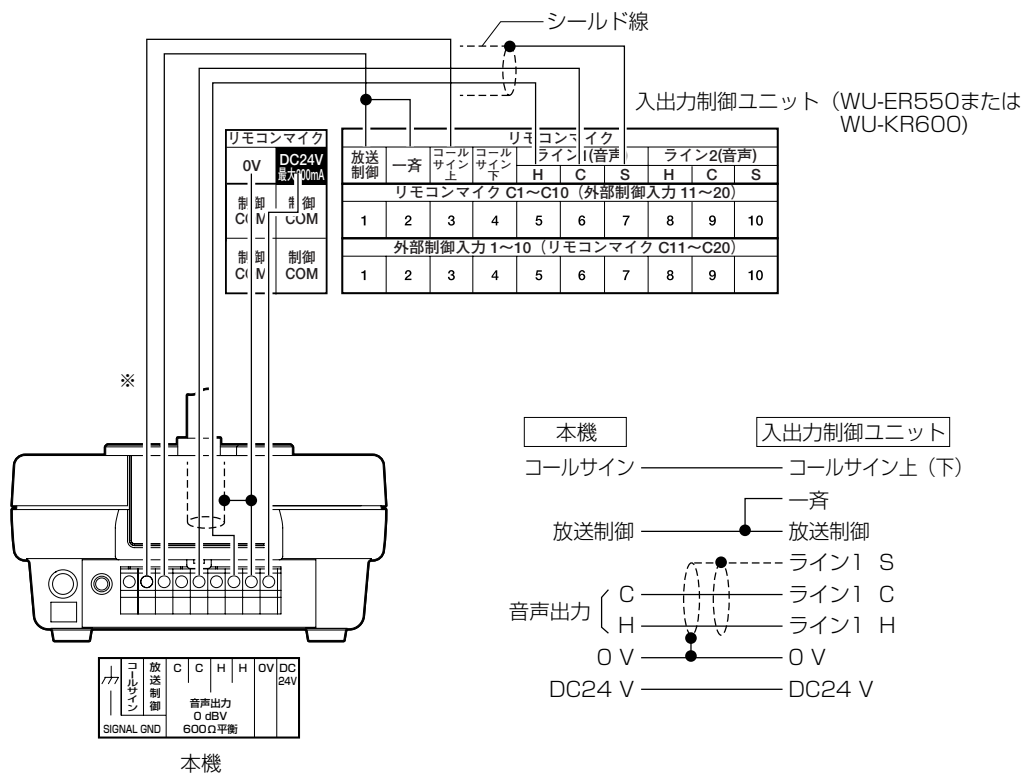 シールド線
入出力制御ユニット（WU-ER550または
WU-KR600）
リモコンマイク
0V
DC24V
制御
COM
制御
COM
制御
COM
制御
COM
リモコンマイク
放送
制御
一斉
コール
サイン
上
コール
サイン
下
ライン1(音声)
ライン2(音声)
H C S H C S
リモコンマイク C1～C10（外部制御入力 11～20）
1 2 3 4 5 6 7 8 9 10
外部制御入力 1～10（リモコンマイク C11～C20）
1 2 3 4 5 6 7 8 9 10
※
コールサイン
放送制御
C C H H 0V DC
24V
音声出力
0 dBV
600Ω平衡
SIGNAL GND
本機
本機 入出力制御ユニット
コールサイン コールサイン上（下）
一斉
放送制御 放送制御
ライン1 S
音声出力
C ライン1 C
H ライン1 H
0 V 0 V
DC24 V DC24 V